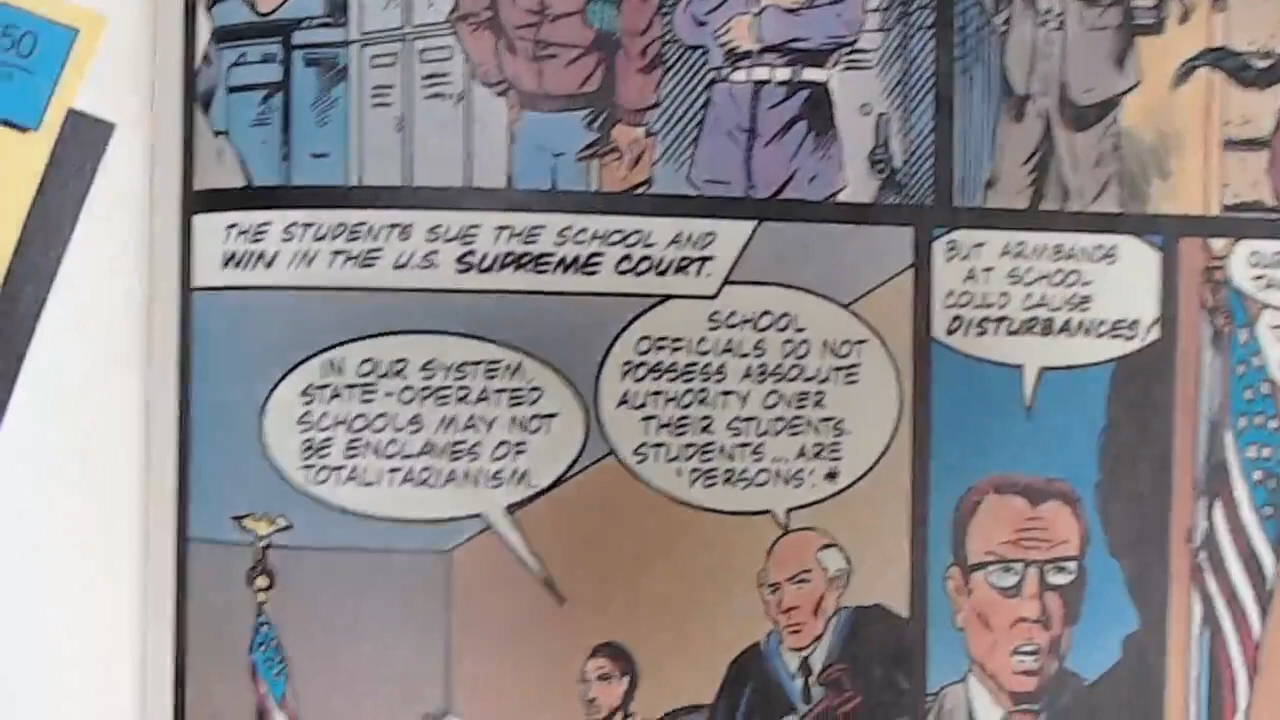 50
THE STUDENTS SUE THE SCHOOL AND
WIN IN THE U.S. SUPREME COURT.
IN OUR SYSTEM,
STATE-OPERATED
SCHOOLS MAY NOT
BE ENCLAVES OF
TOTALITARIANISM.
SCHOOL
OFFICIALS DO NOT
POSSESS ABSOLUTE
AUTHORITY OVER
THEIR STUDENTS.
STUDENTS... ARE
'PERSONS'. *
BUT ARMBANDS
AT SCHOOL
COULD CAUSE
DISTURBANCES!